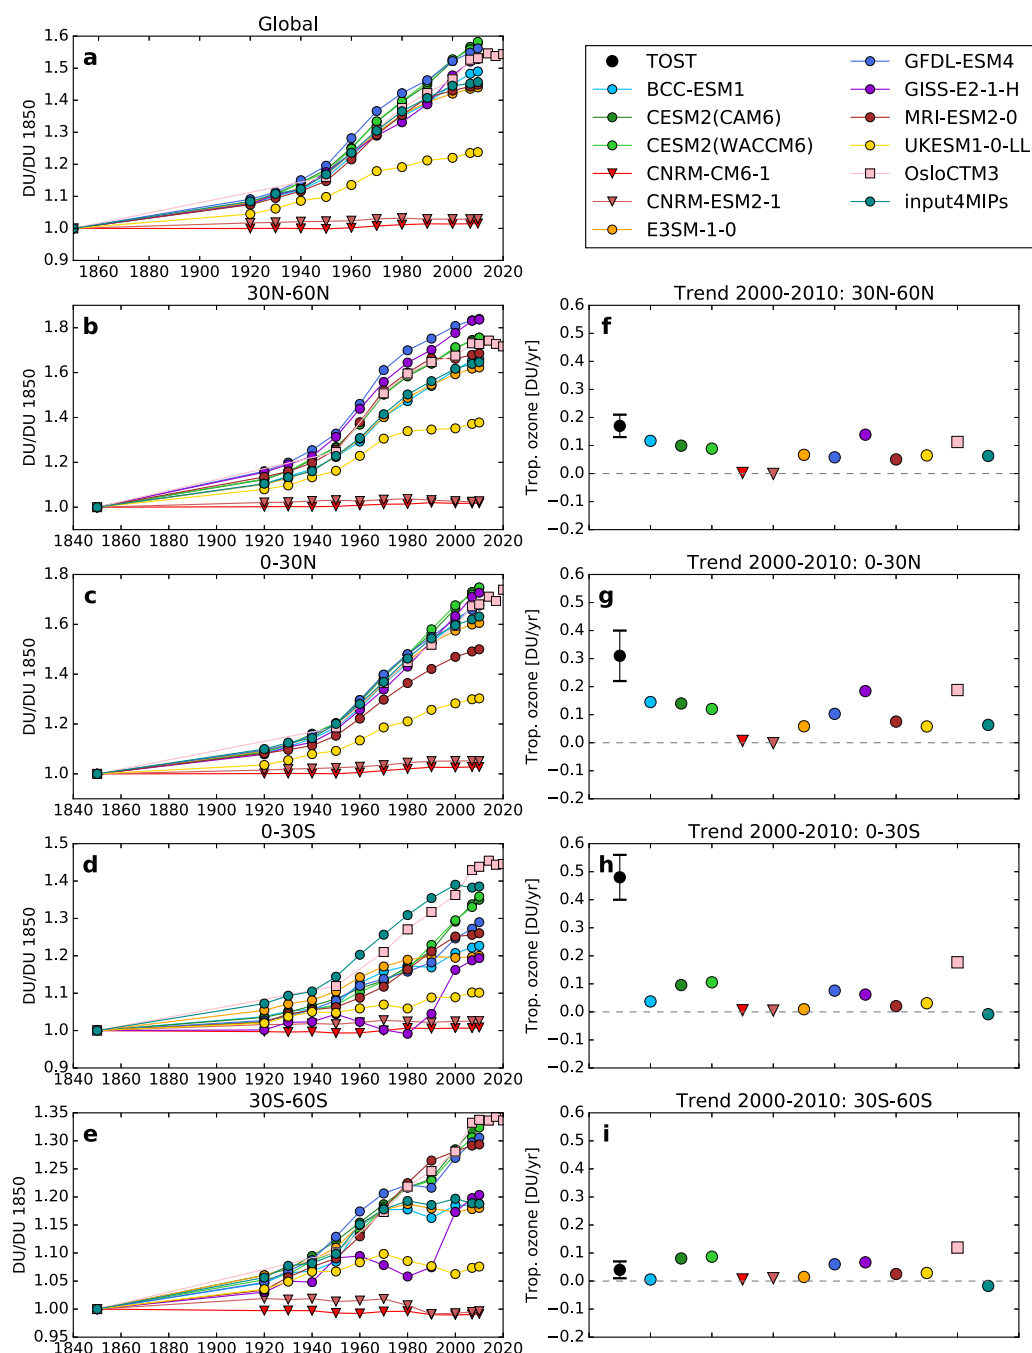 Global
a
DU/DU 1850
1.6
1.5
1.4
1.3
1.2
1.1
1.0
0.9
1860 1880 1900 1920 1940 1960 1980 2000 2020
TOST
BCC-ESM1
CESM2(CAM6)
CESM2(WACCM6)
CNRM-CM6-1
CNRM-ESM2-1
E3SM-1-0
GFDL-ESM4
GISS-E2-1-H
MRI-ESM2-0
UKESM1-0-LL
OsloCTM3
input4MIPs
30N-60N
b
DU/DU 1850
1.8
1.6
1.4
1.2
1.0
1840 1860 1880 1900 1920 1940 1960 1980 2000 2020
Trend 2000-2010: 30N-60N
f
Trop. ozone [DU/yr]
0.6
0.5
0.4
0.3
0.2
0.1
0.0
−0.1
−0.2
0-30N
c
DU/DU 1850
1.8
1.6
1.4
1.2
1.0
1840 1860 1880 1900 1920 1940 1960 1980 2000 2020
Trend 2000-2010: 0-30N
g
Trop. ozone [DU/yr]
0.6
0.5
0.4
0.3
0.2
0.1
0.0
−0.1
−0.2
0-30S
d
DU/DU 1850
1.5
1.4
1.3
1.2
1.1
1.0
0.9
1840 1860 1880 1900 1920 1940 1960 1980 2000 2020
Trend 2000-2010: 0-30S
h
Trop. ozone [DU/yr]
0.6
0.5
0.4
0.3
0.2
0.1
0.0
−0.1
−0.2
30S-60S
e
DU/DU 1850
1.35
1.30
1.25
1.20
1.15
1.10
1.05
1.00
0.95
1840 1860 1880 1900 1920 1940 1960 1980 2000 2020
Trend 2000-2010: 30S-60S
i
Trop. ozone [DU/yr]
0.6
0.5
0.4
0.3
0.2
0.1
0.0
−0.1
−0.2